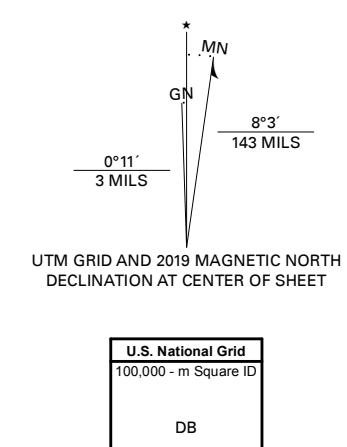 ★
MN
GN
8°3´
143 MILS
0°11´
3 MILS
UTM GRID AND 2019 MAGNETIC NORTH
DECLINATION AT CENTER OF SHEET
U.S. National Grid
100,000 - m Square ID
DB